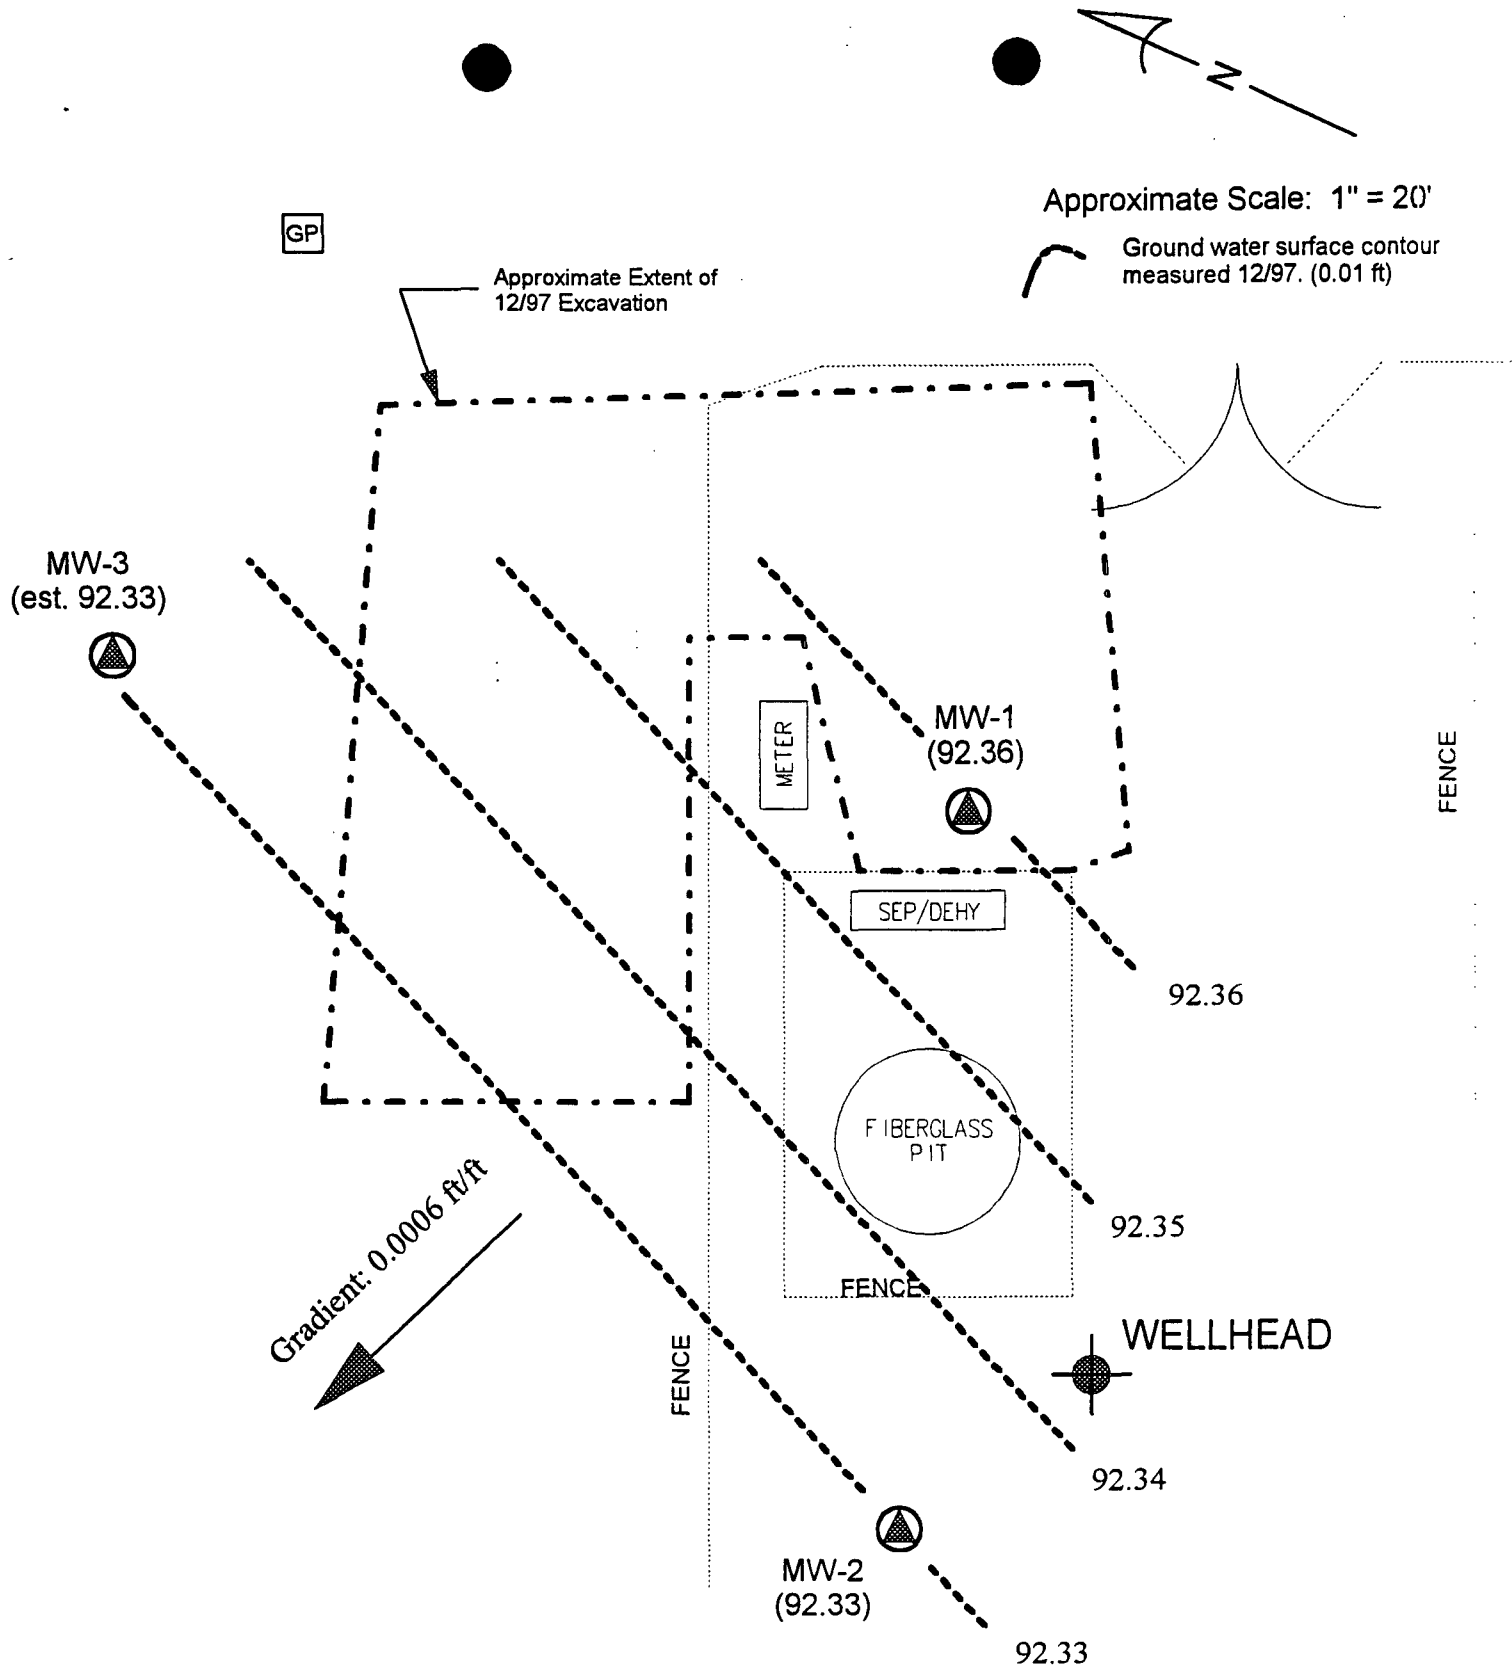 N
Approximate Scale: 1" = 20'
GP
Ground water surface contour
measured 12/97. (0.01 ft)
Approximate Extent of
12/97 Excavation
MW-3
(est. 92.33)
MW-1
(92.36)
METER
FENCE
SEP/DEHY
92.36
FIBERGLASS
PIT
92.35
Gradient: 0.0006 ft/ft
FENCE
WELLHEAD
FENCE
92.34
MW-2
(92.33)
92.33